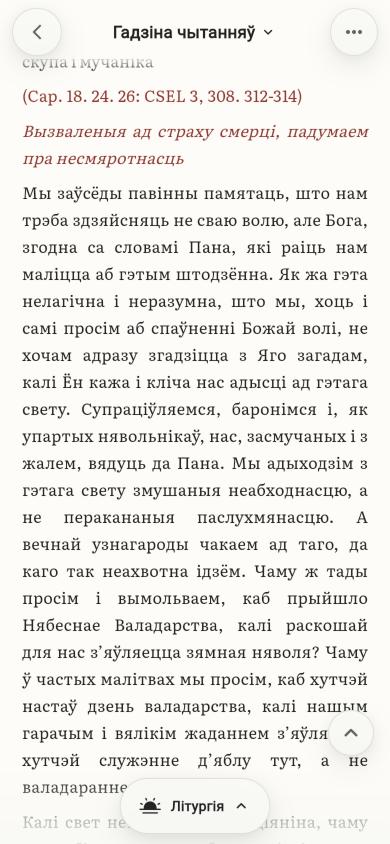 Гадзіна чытанняў
скупа і мучаніка
(Cap. 18. 24. 26: CSEL 3, 308. 312-314)
Вызваленыя ад страху смерці, падумаем
пра несмяротнасць
Мы заўсёды павінны памятаць, што нам
трэба здзяйсняць не сваю волю, але Бога,
згодна са словамі Пана, які раіць нам
маліцца аб гэтым штодзённа. Як жа гэта
нелагічна і неразумна, што мы, хоць і
самі просім аб спаўненні Божай волі, не
хочам адразу згадзіцца з Яго загадам,
калі Ён кажа і кліча нас адысці ад гэтага
свету. Супраціўляемся, баронімся і, як
упартых нявольнікаў, нас, засмучаных і з
жалем, вядуць да Пана. Мы адыходзім з
гэтага свету змушаныя неабходнасцю, а
не перакананыя паслухмянасцю. А
вечнай узнагароды чакаем ад таго, да
каго так неахвотна ідзём. Чаму ж тады
просім і вымольваем, каб прыйшло
Нябеснае Валадарства, калі раскошай
для нас з’яўляецца зямная няволя? Чаму
ў частых малітвах мы просім, каб хутчэй
настаў дзень валадарства, калі нашым
гарачым і вялікім жаданнем з’яўля
хутчэй служэнне д’яблу тут, а не
валадаранне
Літургія
Калі свет не чаму